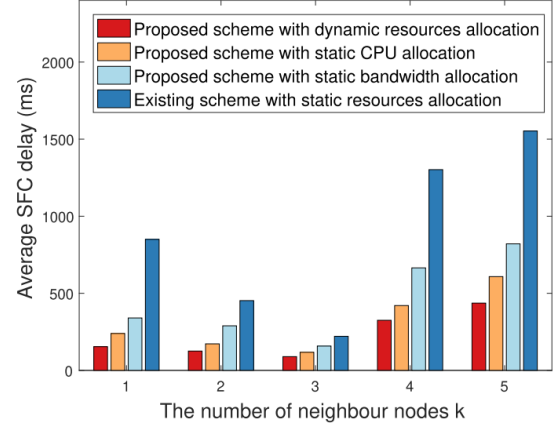 Proposed scheme with dynamic resources allocation
Proposed scheme with static CPU allocation
Proposed scheme with static bandwidth allocation
Existing scheme with static resources allocation
Average SFC delay (ms)
2000
1500
1000
500
0
1 2 3 4 5
The number of neighbour nodes k